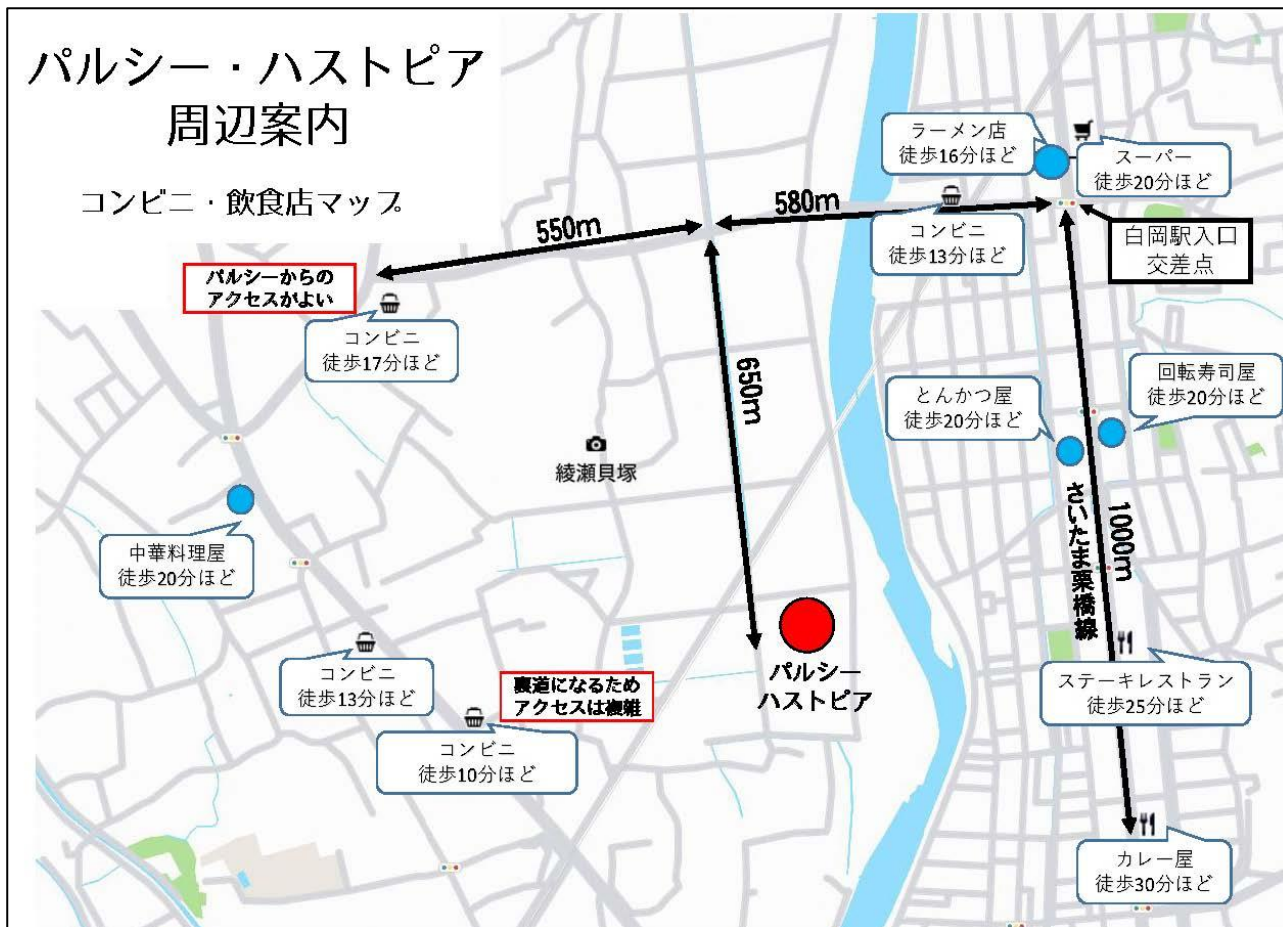 パルシー・ハストピア
周辺案内
コンビニ・飲食店マップ
ラーメン店
徒歩16分ほど
スーパー
徒歩20分ほど
580m
550m
コンビニ
徒歩13分ほど
白岡駅入口
交差点
パルシーからの
アクセスがよい
コンビニ
徒歩17分ほど
650m
とんかつ屋
徒歩20分ほど
回転寿司屋
徒歩20分ほど
綾瀬貝塚
さいたま栗橋線
1000m
中華料理屋
徒歩20分ほど
コンビニ
徒歩13分ほど
裏道になるため
アクセスは複雑
パルシー
ハストピア
ステーキレストラン
徒歩25分ほど
コンビニ
徒歩10分ほど
カレー屋
徒歩30分ほど